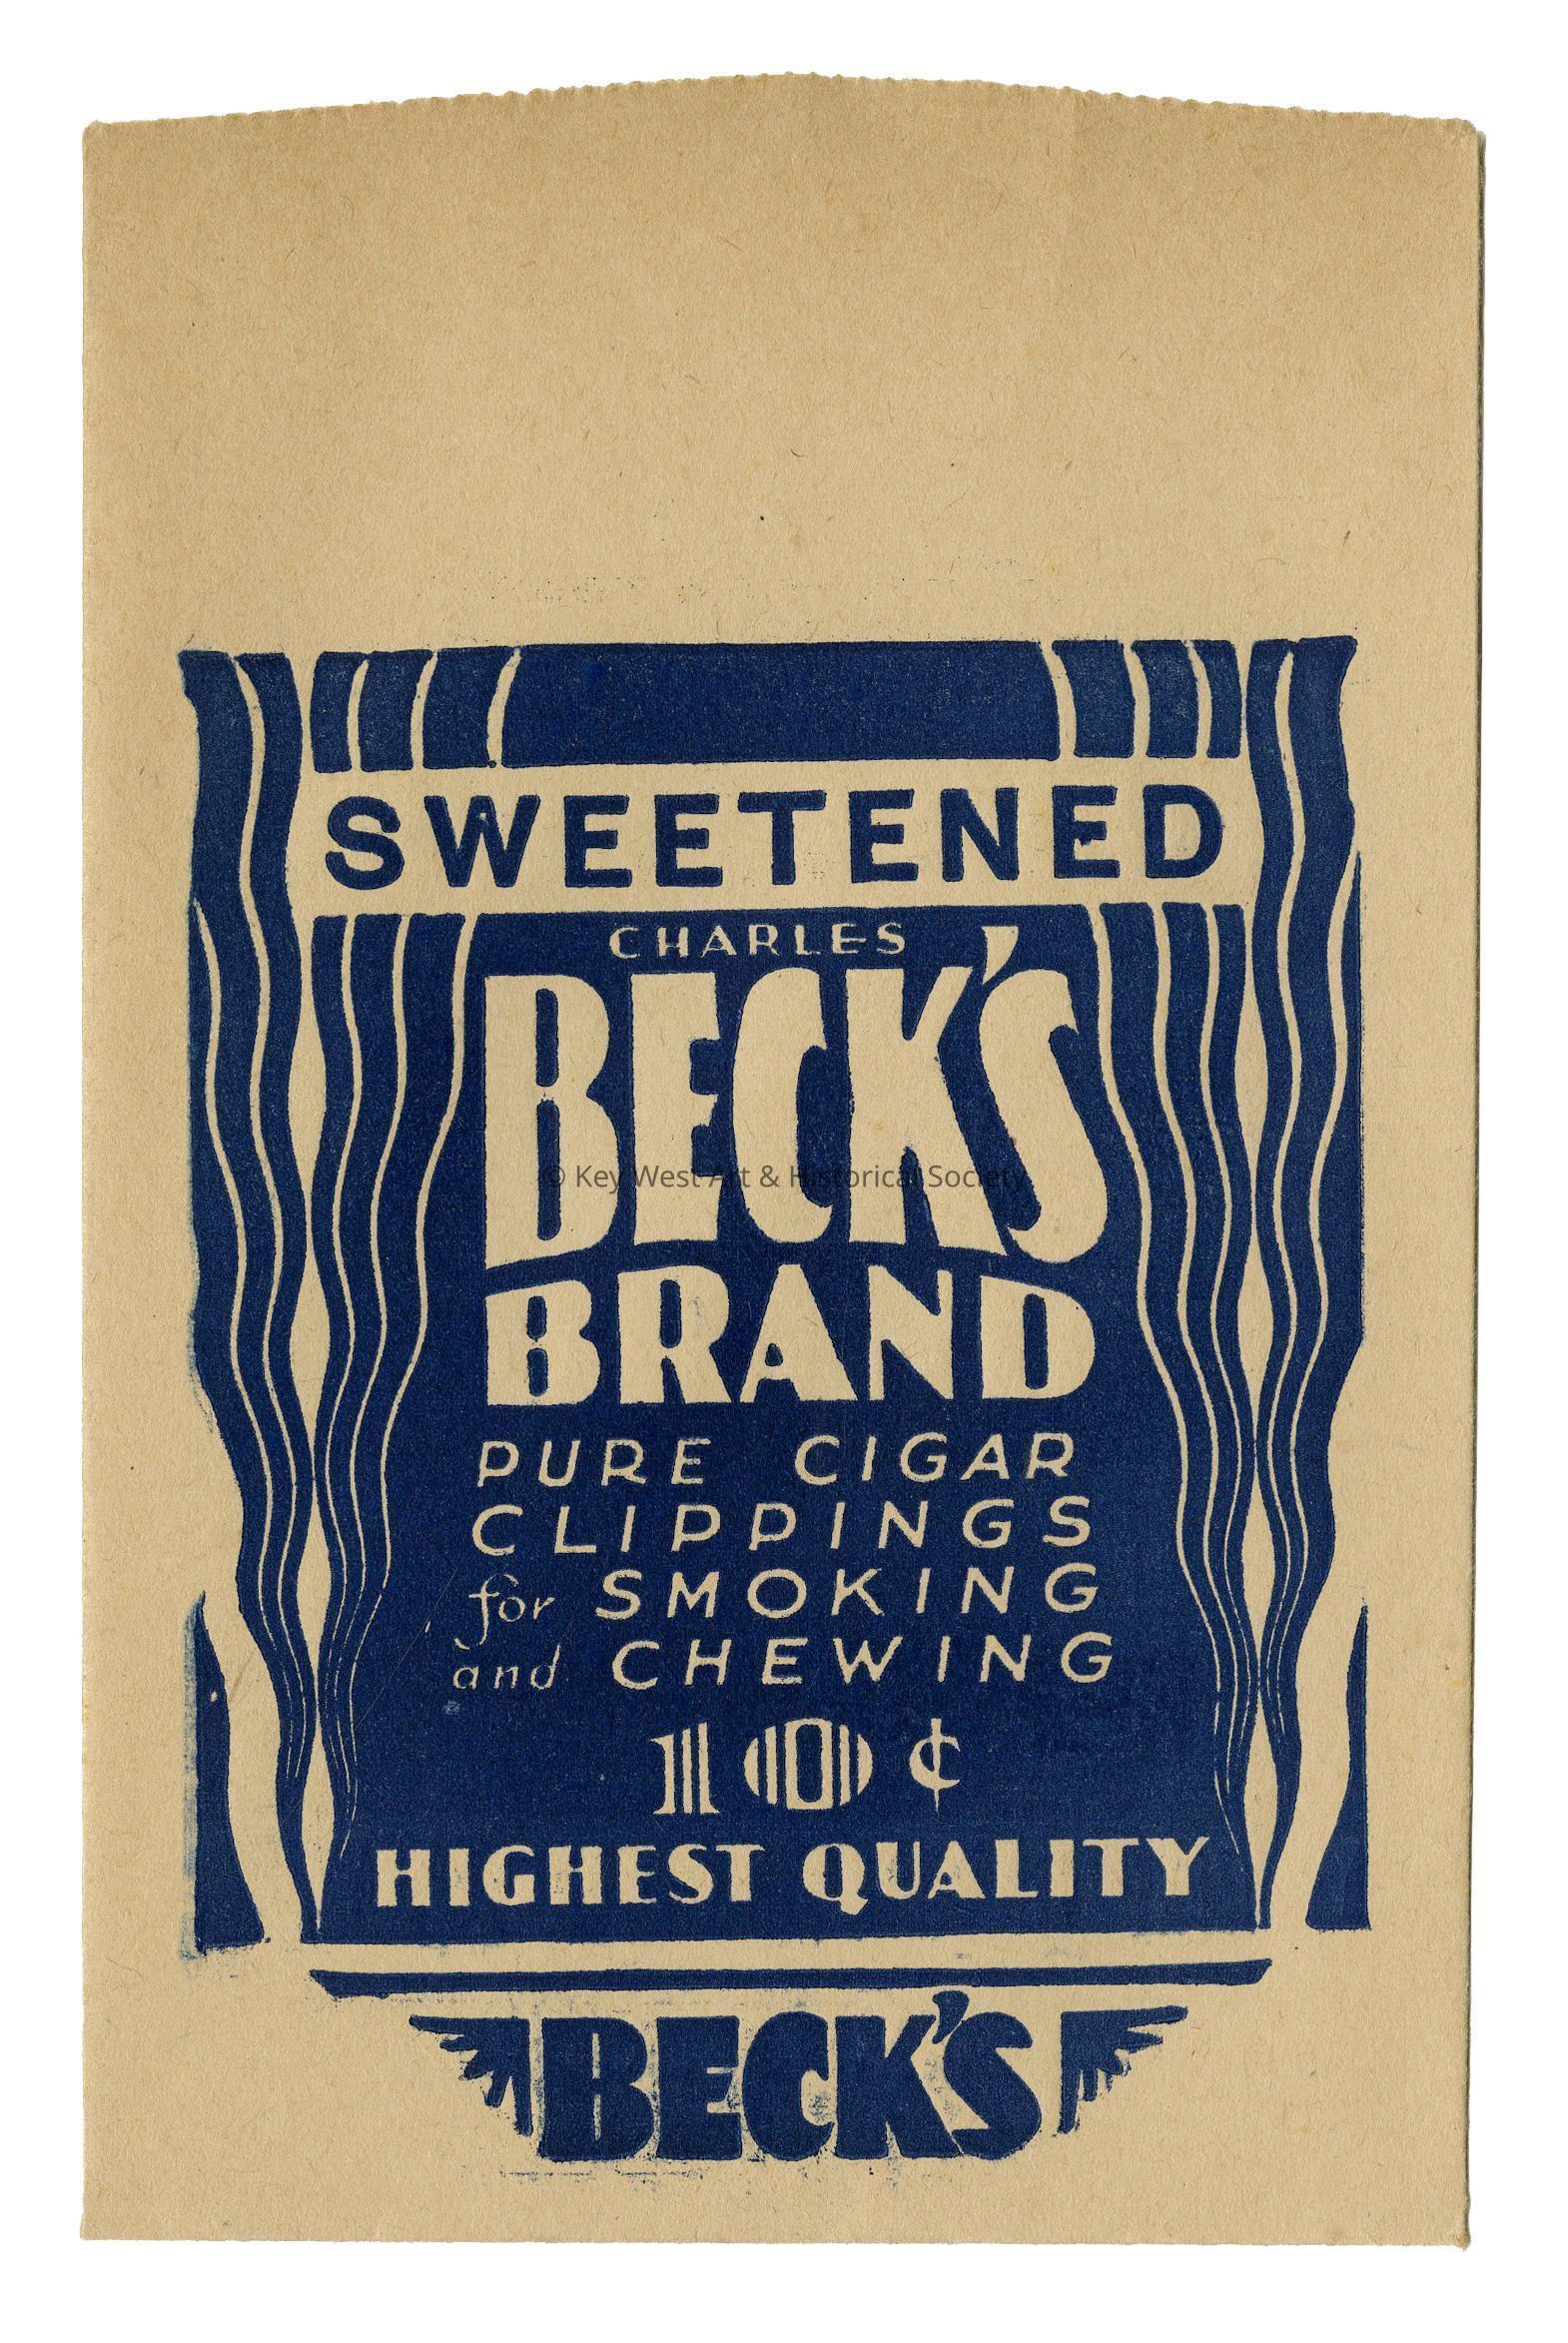 SWEETENED
CHARLES
BECK'S
© Key West Art & Historical Society
BRAND
PURE CIGAR
CLIPPINGS
for SMOKING
and CHEWING
10 ¢
HIGHEST QUALITY
BECK'S